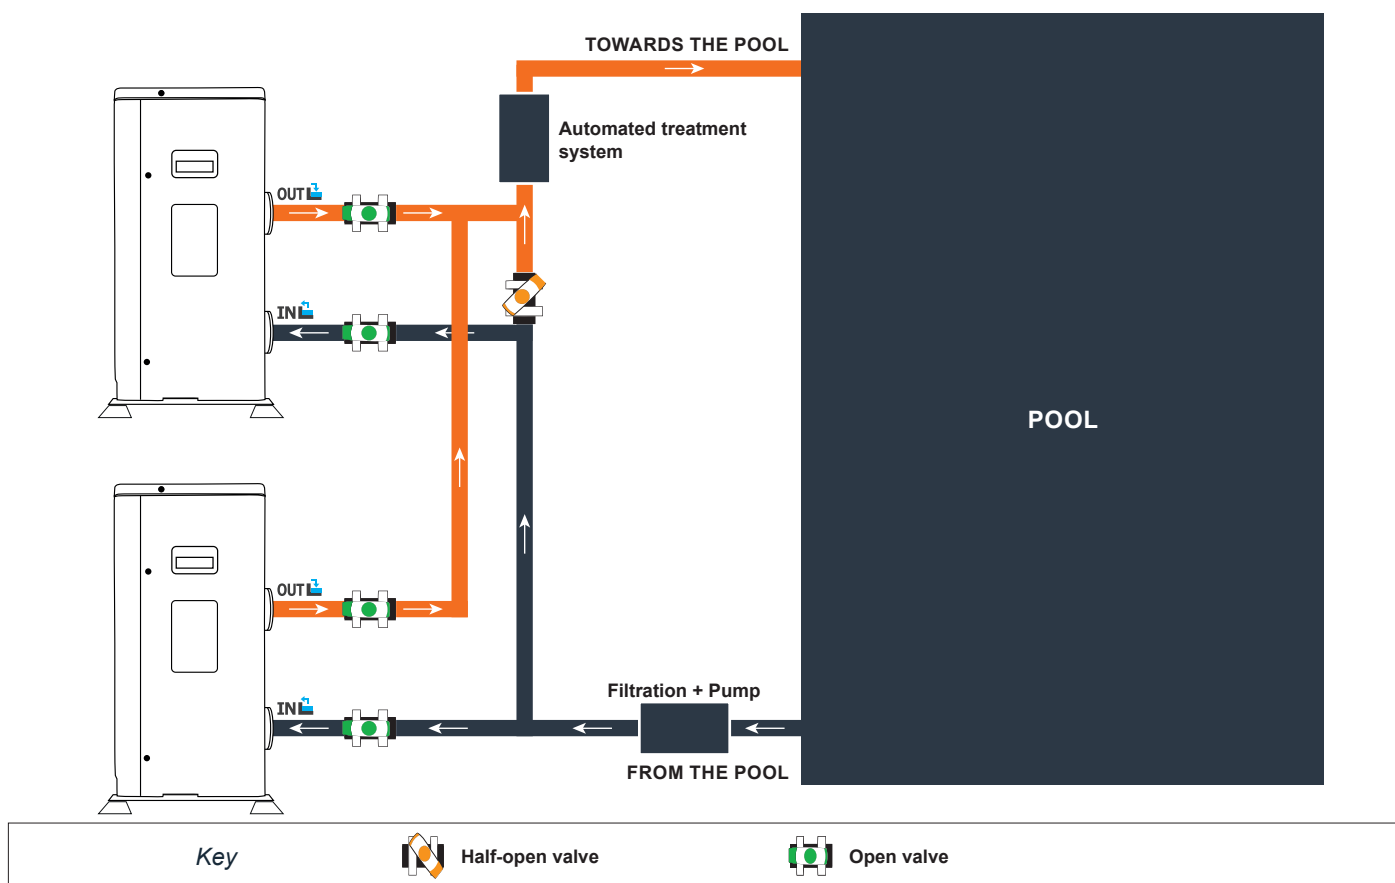 TOWARDS THE POOL
Automated treatment
system
OUT
IN
POOL
OUT
IN
Filtration + Pump
FROM THE POOL
Key
Half-open valve
Open valve